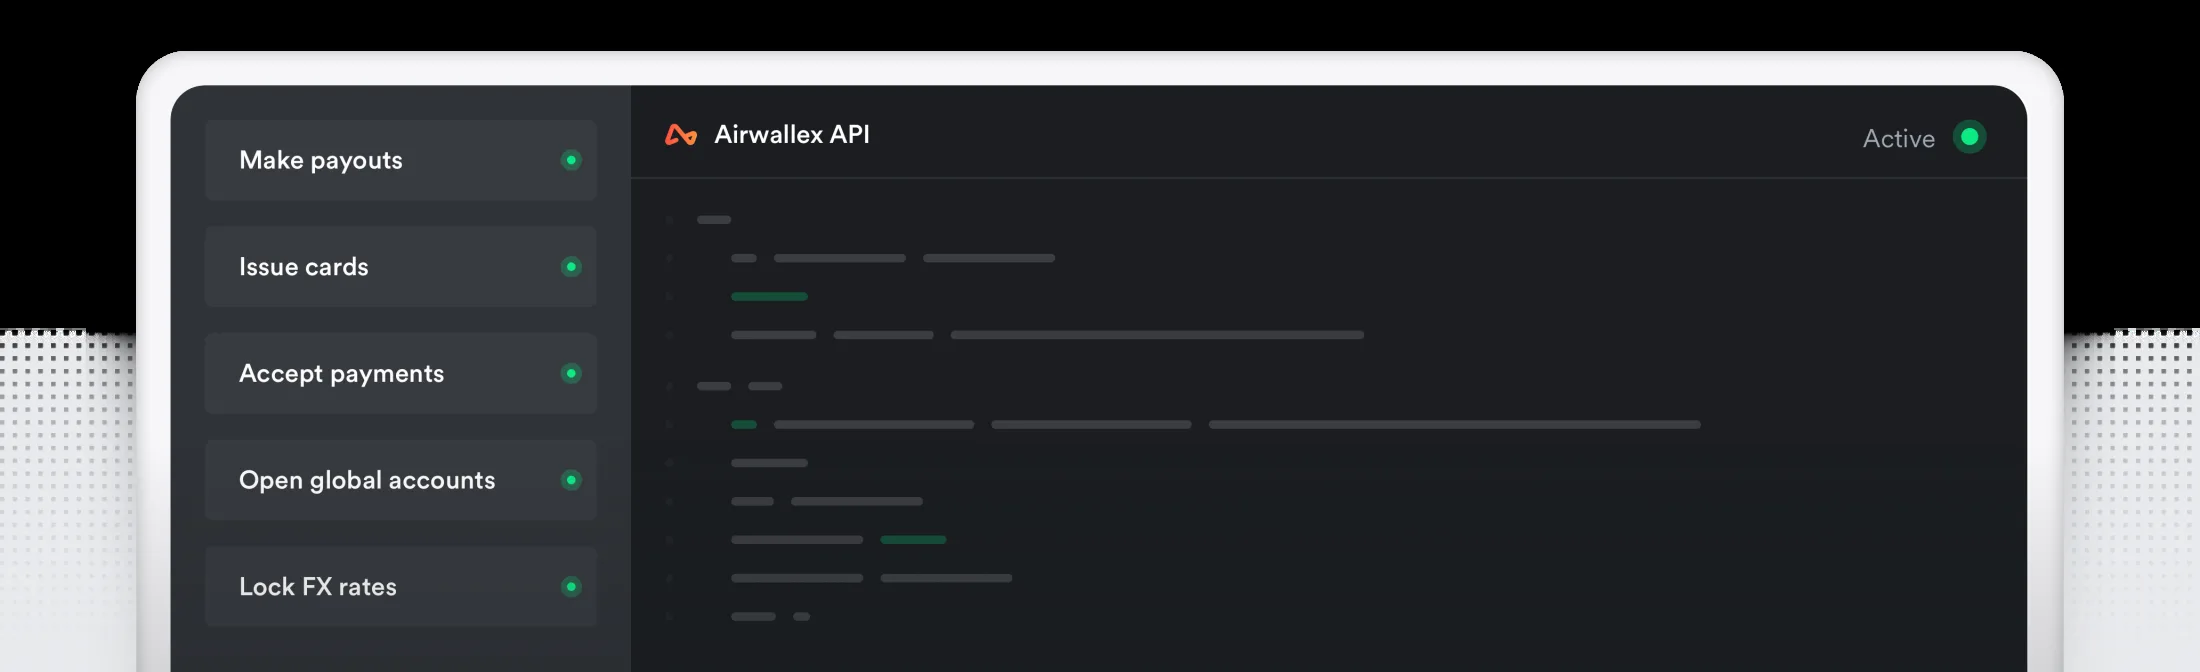 Make payouts
Issue cards
Accept payments
Open global accounts
Lock FX rates
Airwallex API
Active